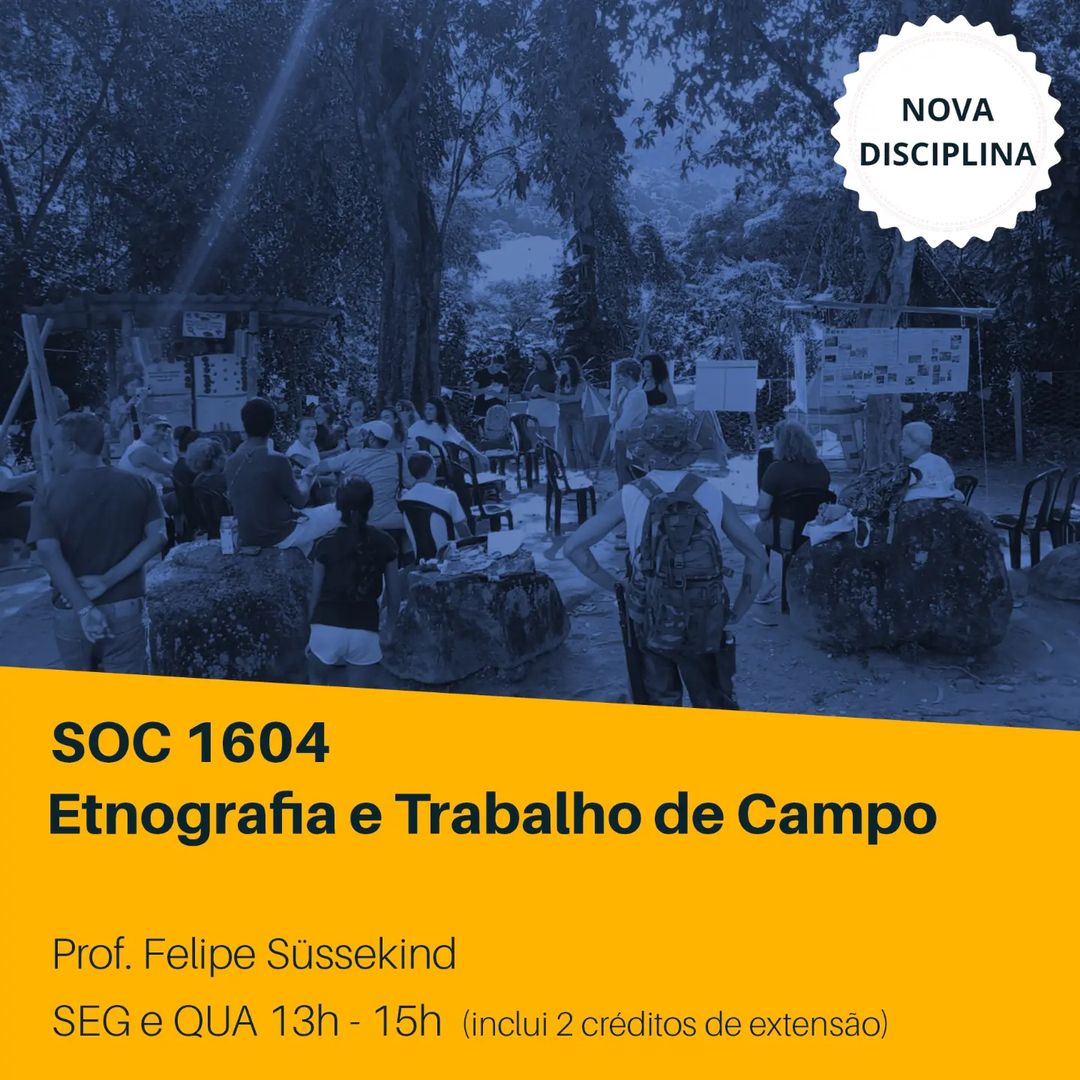 NOVA
DISCIPLINA
SOC 1604
Etnografia e Trabalho de Campo
Prof. Felipe Süssekind
SEG e QUA 13h - 15h (inclui 2 créditos de extensão)